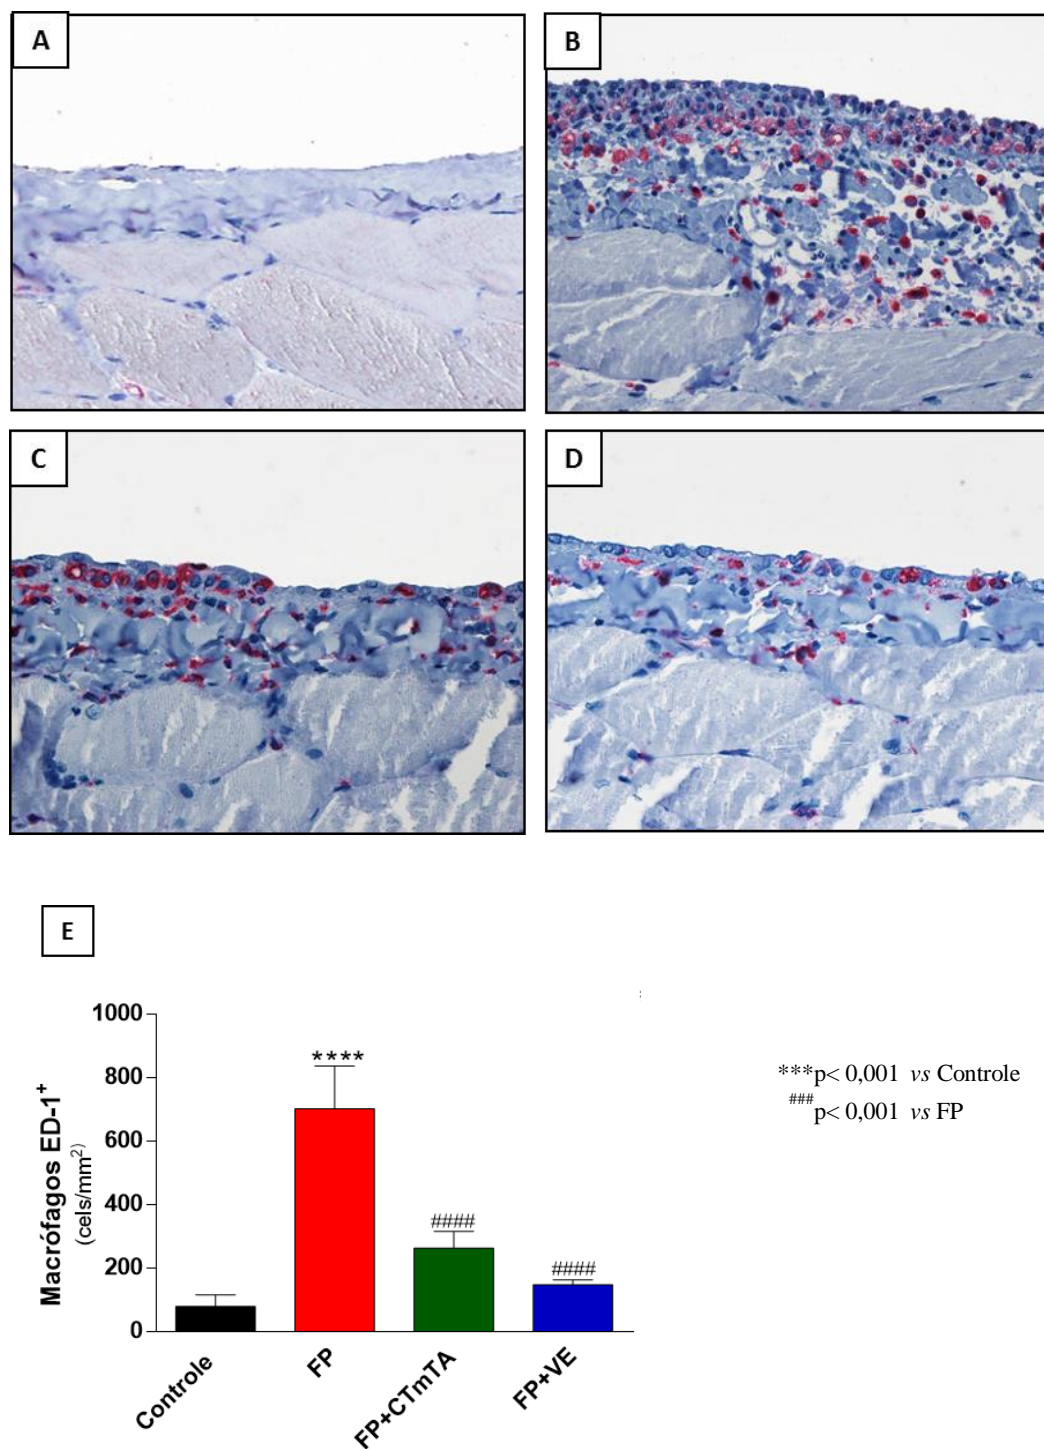 A
B
C
D
E
Macrófagos ED-1+
(cels/mm2)
1000
800
600
400
200
0
****
####
####
Controle
FP
FP+CTmTA
FP+VE
***p< 0,001 vs Controle
###p< 0,001 vs FP